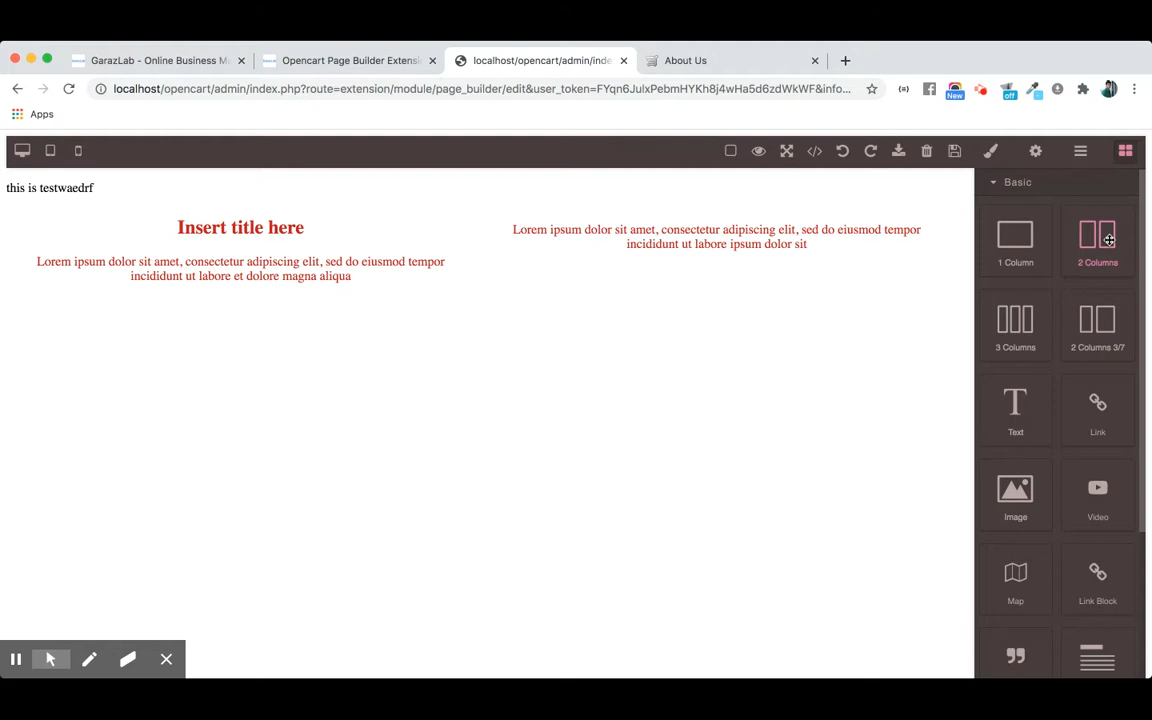 GarazLab - Online Business M
Opencart Page Builder Extensi
localhost/opencart/admin/inde
About Us
localhost/opencart/admin/index.php?route=extension/module/page_builder/edit&user_token=FYqn6JulxPebmHYKh8j4wHa5d6zdWkWF&info...
New
off
Apps
this is testwaedrf
Insert title here
Lorem ipsum dolor sit amet, consectetur adipiscing elit, sed do eiusmod tempor
incididunt ut labore et dolore magna aliqua
Lorem ipsum dolor sit amet, consectetur adipiscing elit, sed do eiusmod tempor
incididunt ut labore ipsum dolor sit
Basic
1 Column
2 Columns
3 Columns
2 Columns 3/7
Text
Link
Image
Video
Map
Link Block